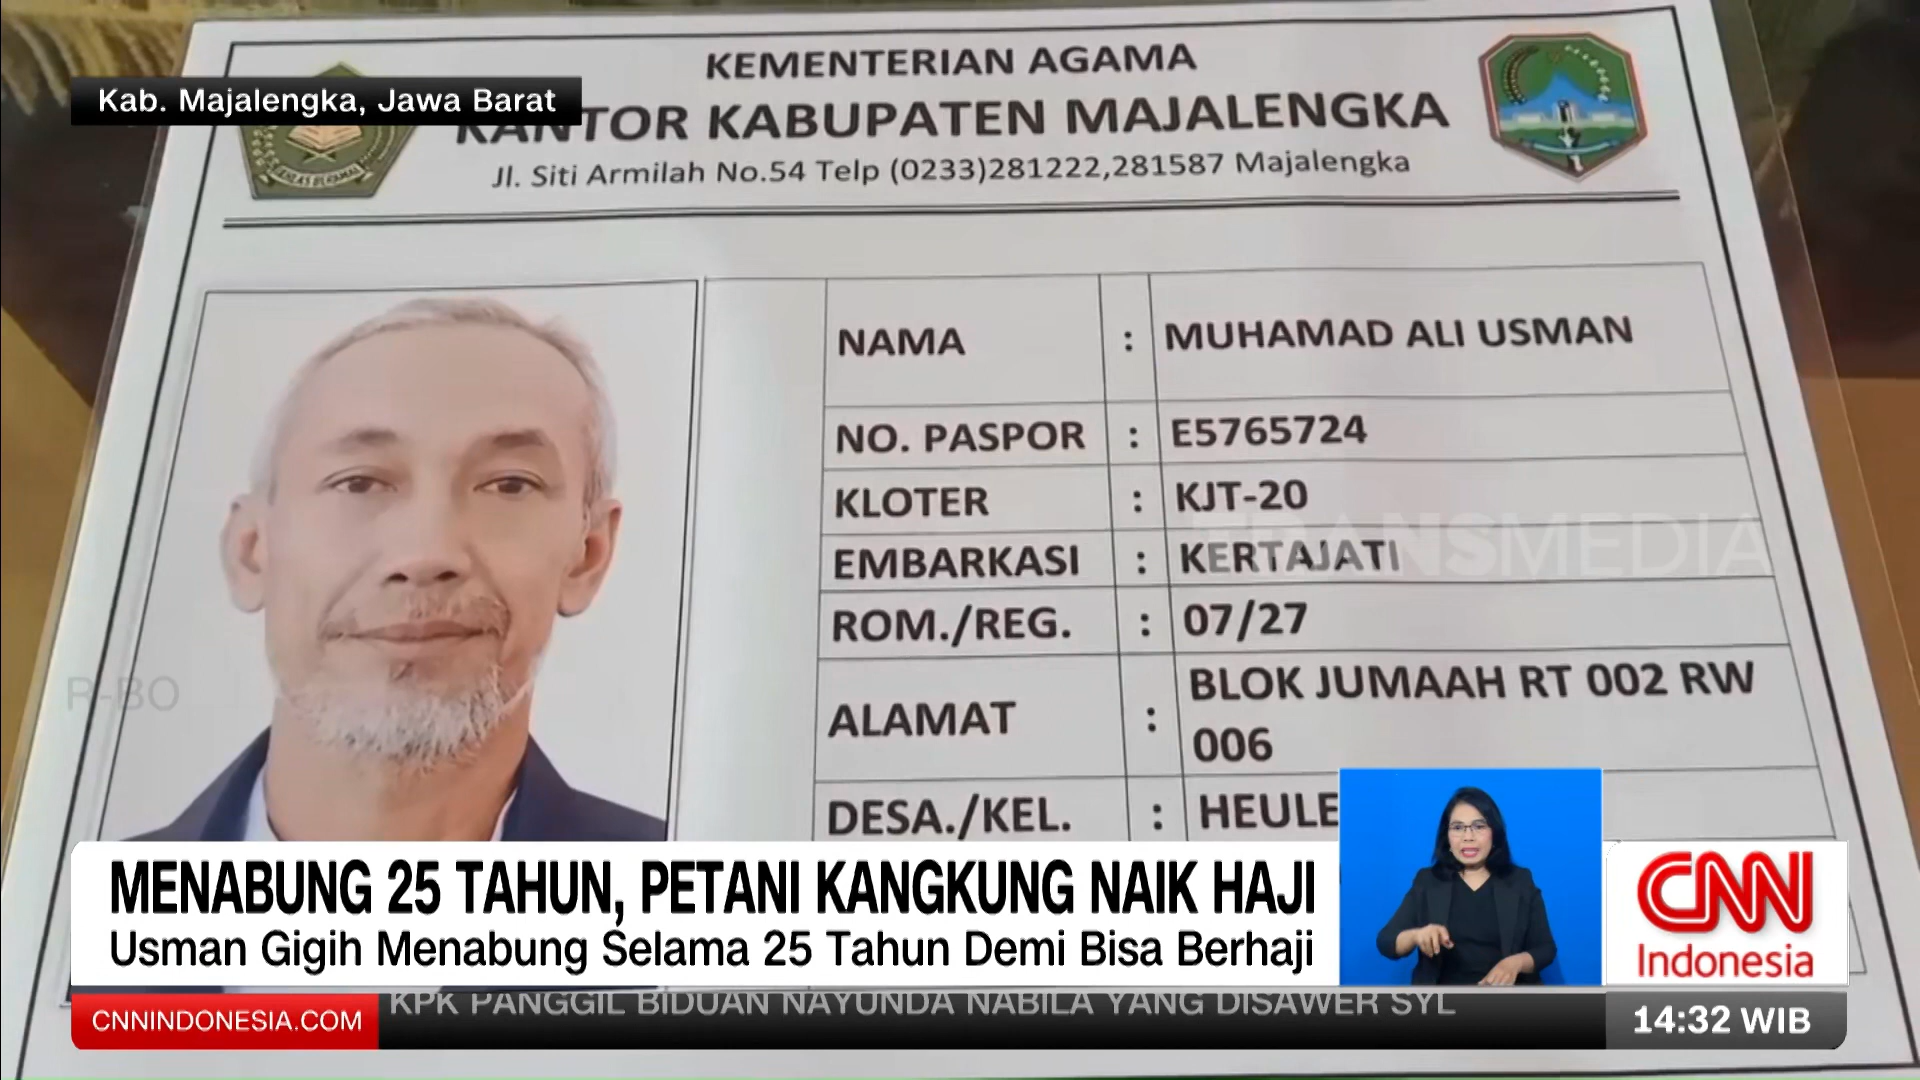 KEMENTERIAN AGAMA
Kab. Majalengka, Jawa Barat
KANTOR KABUPATEN MAJALENGKA
Jl. Siti Armilah No.54 Telp (0233)281222,281587 Majalengka
NAMA : MUHAMAD ALI USMAN
NO. PASPOR : E5765724
KLOTER : KJT-20
EMBARKASI : KERTAJATI
TRANSMEDIA
ROM./REG. : 07/27
ALAMAT : BLOK JUMAAH RT 002 RW
006
R-BO
DESA./KEL. : HEULE
MENABUNG 25 TAHUN, PETANI KANGKUNG NAIK HAJI
Usman Gigih Menabung Selama 25 Tahun Demi Bisa Berhaji
CNN
Indonesia
CNNINDONESIA.COM
KPK PANGGIL BIDUAN NAYUNDA NABILA YANG DISAWER SYL
14:32 WIB